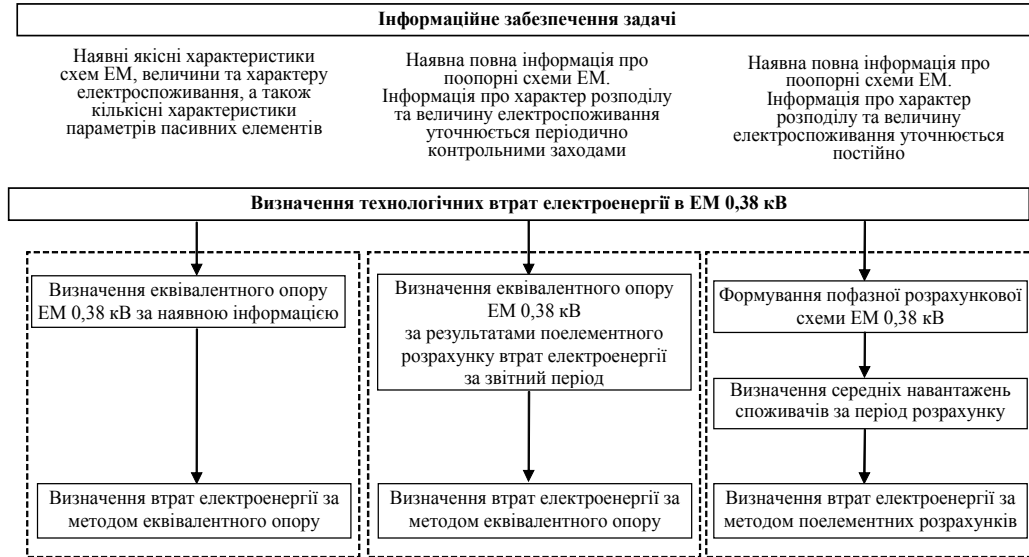 Інформаційне забезпечення задачі
Наявні якісні характеристики
схем ЕМ, величини та характеру
електроспоживання, а також
кількісні характеристики
параметрів пасивних елементів
Наявна повна інформація про
поопорні схеми ЕМ.
Інформація про характер розподілу
та величину електроспоживання
уточнюється періодично
контрольними заходами
Наявна повна інформація про
поопорні схеми ЕМ.
Інформація про характер
розподілу та величину
електроспоживання уточнюється
постійно
Визначення технологічних втрат електроенергії в ЕМ 0,38 кВ
Визначення еквівалентного опору
ЕМ 0,38 кВ за наявною інформацією
Визначення втрат електроенергії за
методом еквівалентного опору
Визначення еквівалентного опору
ЕМ 0,38 кВ
за результатами поелементного
розрахунку втрат електроенергії
за звітний період
Визначення втрат електроенергії за
методом еквівалентного опору
Формування пофазної розрахункової
схеми ЕМ 0,38 кВ
Визначення середніх навантажень
споживачів за період розрахунку
Визначення втрат електроенергії за
методом поелементних розрахунків